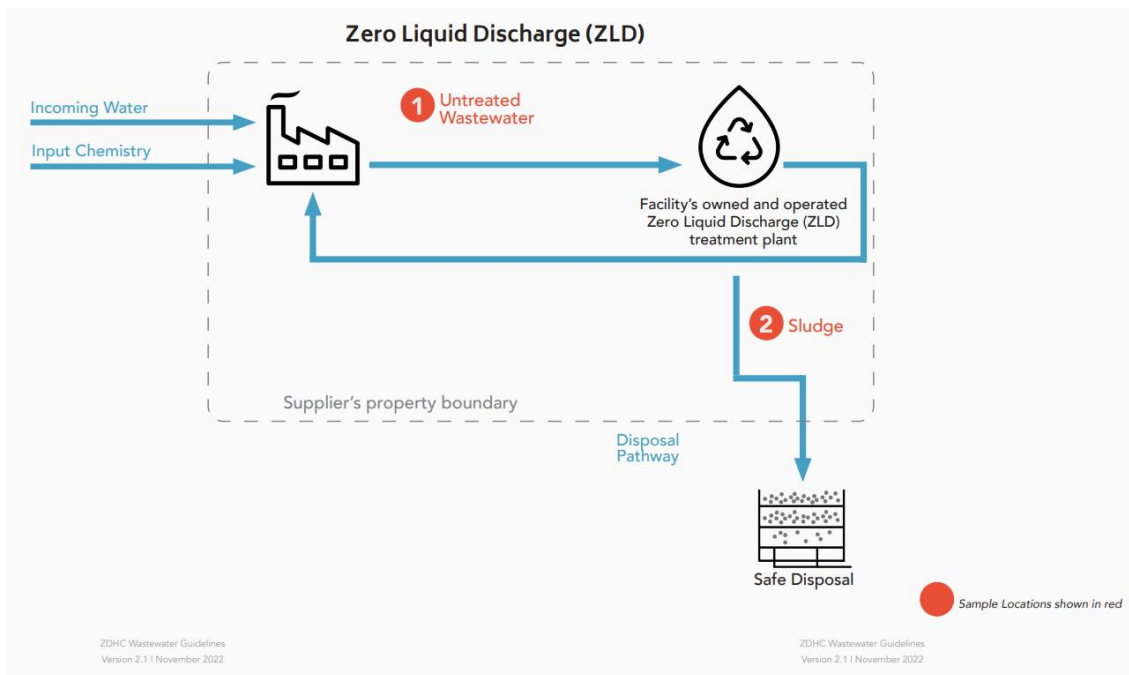 Zero Liquid Discharge (ZLD)
Incoming Water
Input Chemistry
1
Untreated
Wastewater
Facility's owned and operated
Zero Liquid Discharge (ZLD)
treatment plant
2
Sludge
Supplier's property boundary
Disposal
Pathway
Safe Disposal
Sample Locations shown in red
ZDHC Wastewater Guidelines
Version 2.1 I November 2022
ZDHC Wastewater Guidelines
Version 2.1 I November 2022